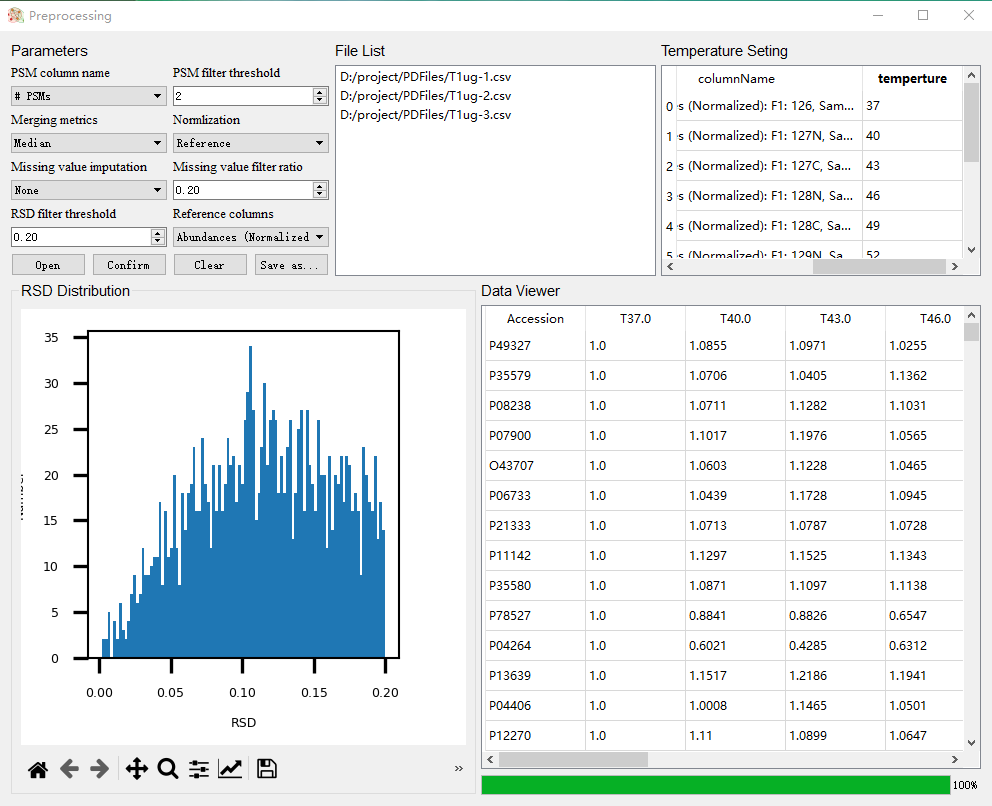 Preprocessing
Parameters
PSM column name PSM filter threshold
# PSMs 2
Merging metrics Normlization
Median Reference
Missing value imputation Missing value filter ratio
None 0.20
RSD filter threshold Reference columns
0.20 Abundances (Normalized
Open Confirm Clear Save as...
File List
D:/project/PDFiles/T1ug-1.csv
D:/project/PDFiles/T1ug-2.csv
D:/project/PDFiles/T1ug-3.csv
Temperature Seting
columnName temperture
0 s (Normalized): F1: 126, Sam... 37
1 s (Normalized): F1: 127N, Sa... 40
2 s (Normalized): F1: 127C, Sa... 43
3 s (Normalized): F1: 128N, Sa... 46
4 s (Normalized): F1: 128C, Sa... 49
5 s (Normalized): F1: 129N, Sa... 52
RSD Distribution
35
30
25
20
15
10
5
0
0.00 0.05 0.10 0.15 0.20
RSD
Data Viewer
Accession T37.0 T40.0 T43.0 T46.0
P49327 1.0 1.0855 1.0971 1.0255
P35579 1.0 1.0706 1.0405 1.1362
P08238 1.0 1.0711 1.1282 1.1031
P07900 1.0 1.1017 1.1976 1.0565
O43707 1.0 1.0603 1.1228 1.0465
P06733 1.0 1.0439 1.1728 1.0945
P21333 1.0 1.0713 1.0787 1.0728
P11142 1.0 1.1297 1.1525 1.1343
P35580 1.0 1.0871 1.1097 1.1138
P78527 1.0 0.8841 0.8826 0.6547
P04264 1.0 0.6021 0.4285 0.6312
P13639 1.0 1.1517 1.2186 1.1941
P04406 1.0 1.0008 1.1465 1.0501
P12270 1.0 1.11 1.0899 1.0647
100%